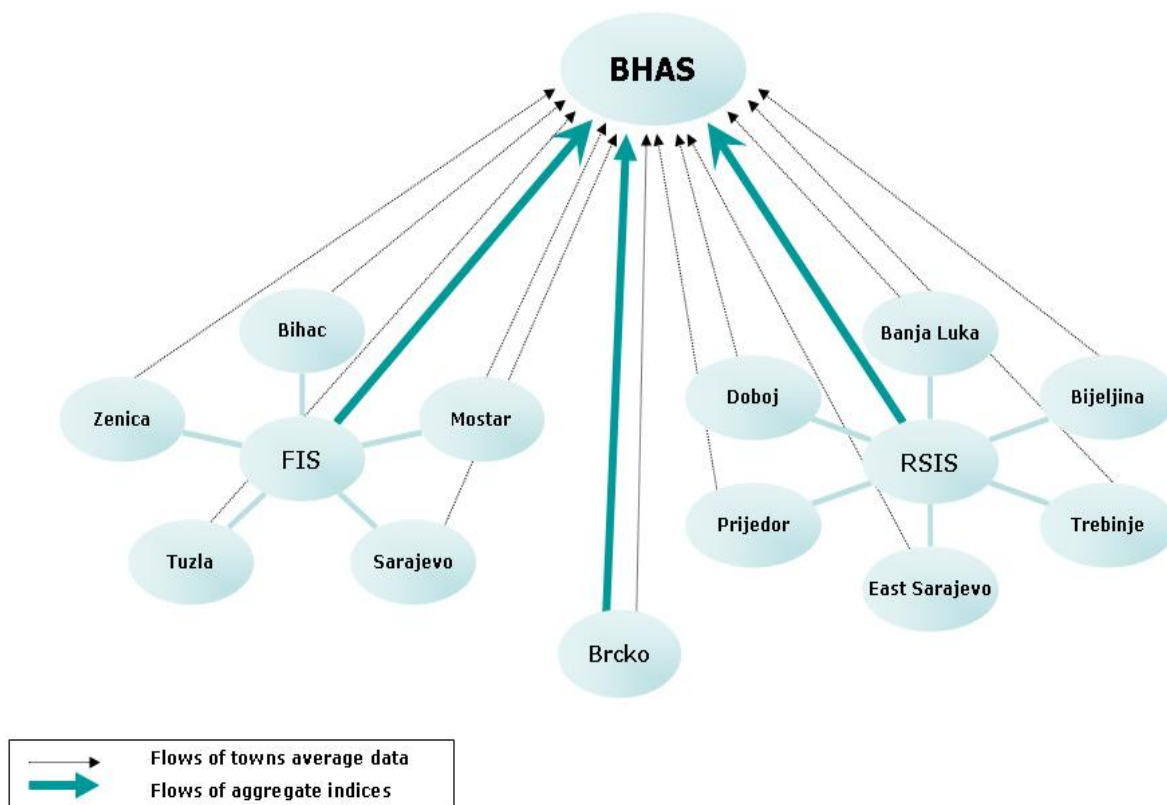 BHAS
Bihac
Banja Luka
Zenica
Mostar
Doboj
Bijeljina
FIS
RSIS
Prijedor
Trebinje
Tuzla
Sarajevo
East Sarajevo
Brcko
Flows of towns average data
Flows of aggregate indices